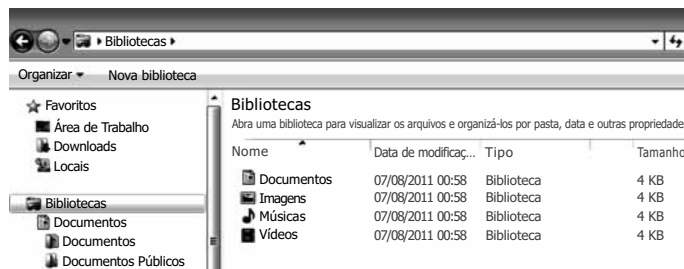 Bibliotecas
Organizar Nova biblioteca
Favoritos
Área de Trabalho
Downloads
Locais
Bibliotecas
Documentos
Documentos
Documentos Públicos
Bibliotecas
Abra uma biblioteca para visualizar os arquivos e organizá-los por pasta, data e outras propriedade
Nome Data de modificaç... Tipo Tamanho
Documentos 07/08/2011 00:58 Biblioteca 4 KB
Imagens 07/08/2011 00:58 Biblioteca 4 KB
Músicas 07/08/2011 00:58 Biblioteca 4 KB
Vídeos 07/08/2011 00:58 Biblioteca 4 KB